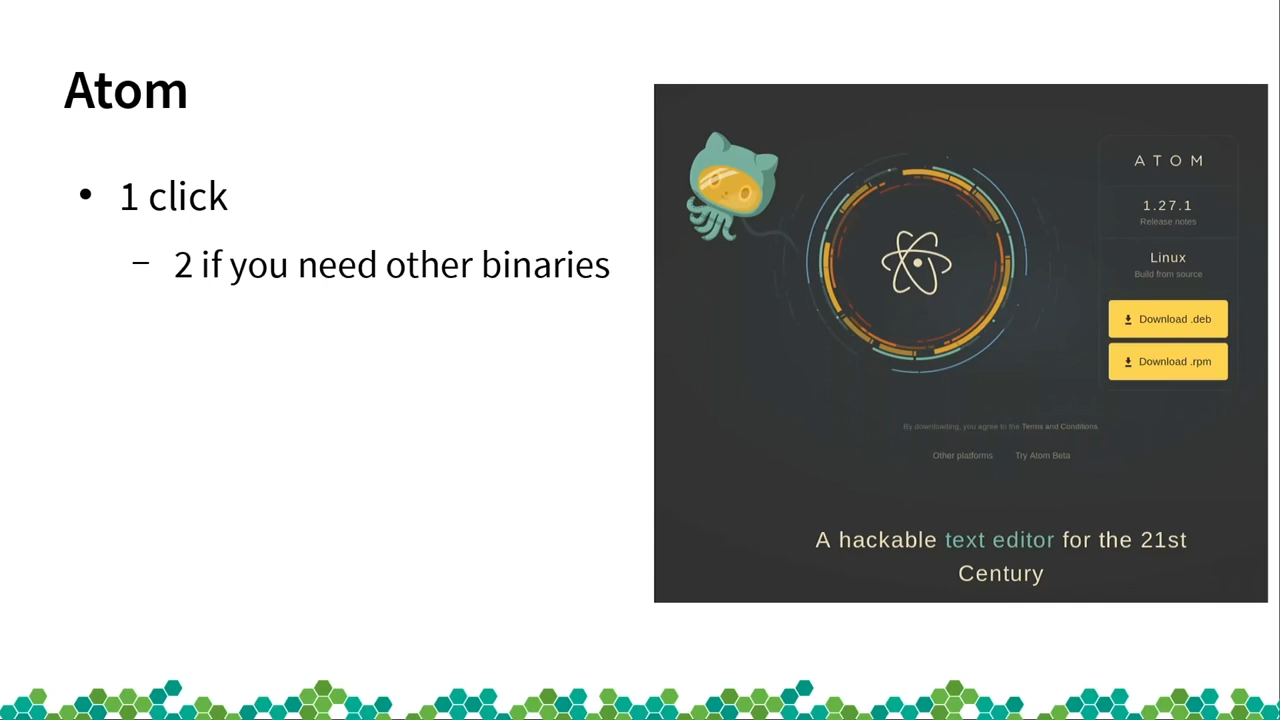 Atom
• 1 click
– 2 if you need other binaries
ATOM
1.27.1
Release notes
Linux
Build from source
Download .deb
Download .rpm
By downloading, you agree to the Terms and Conditions.
Other platforms Try Atom Beta
A hackable text editor for the 21st
Century